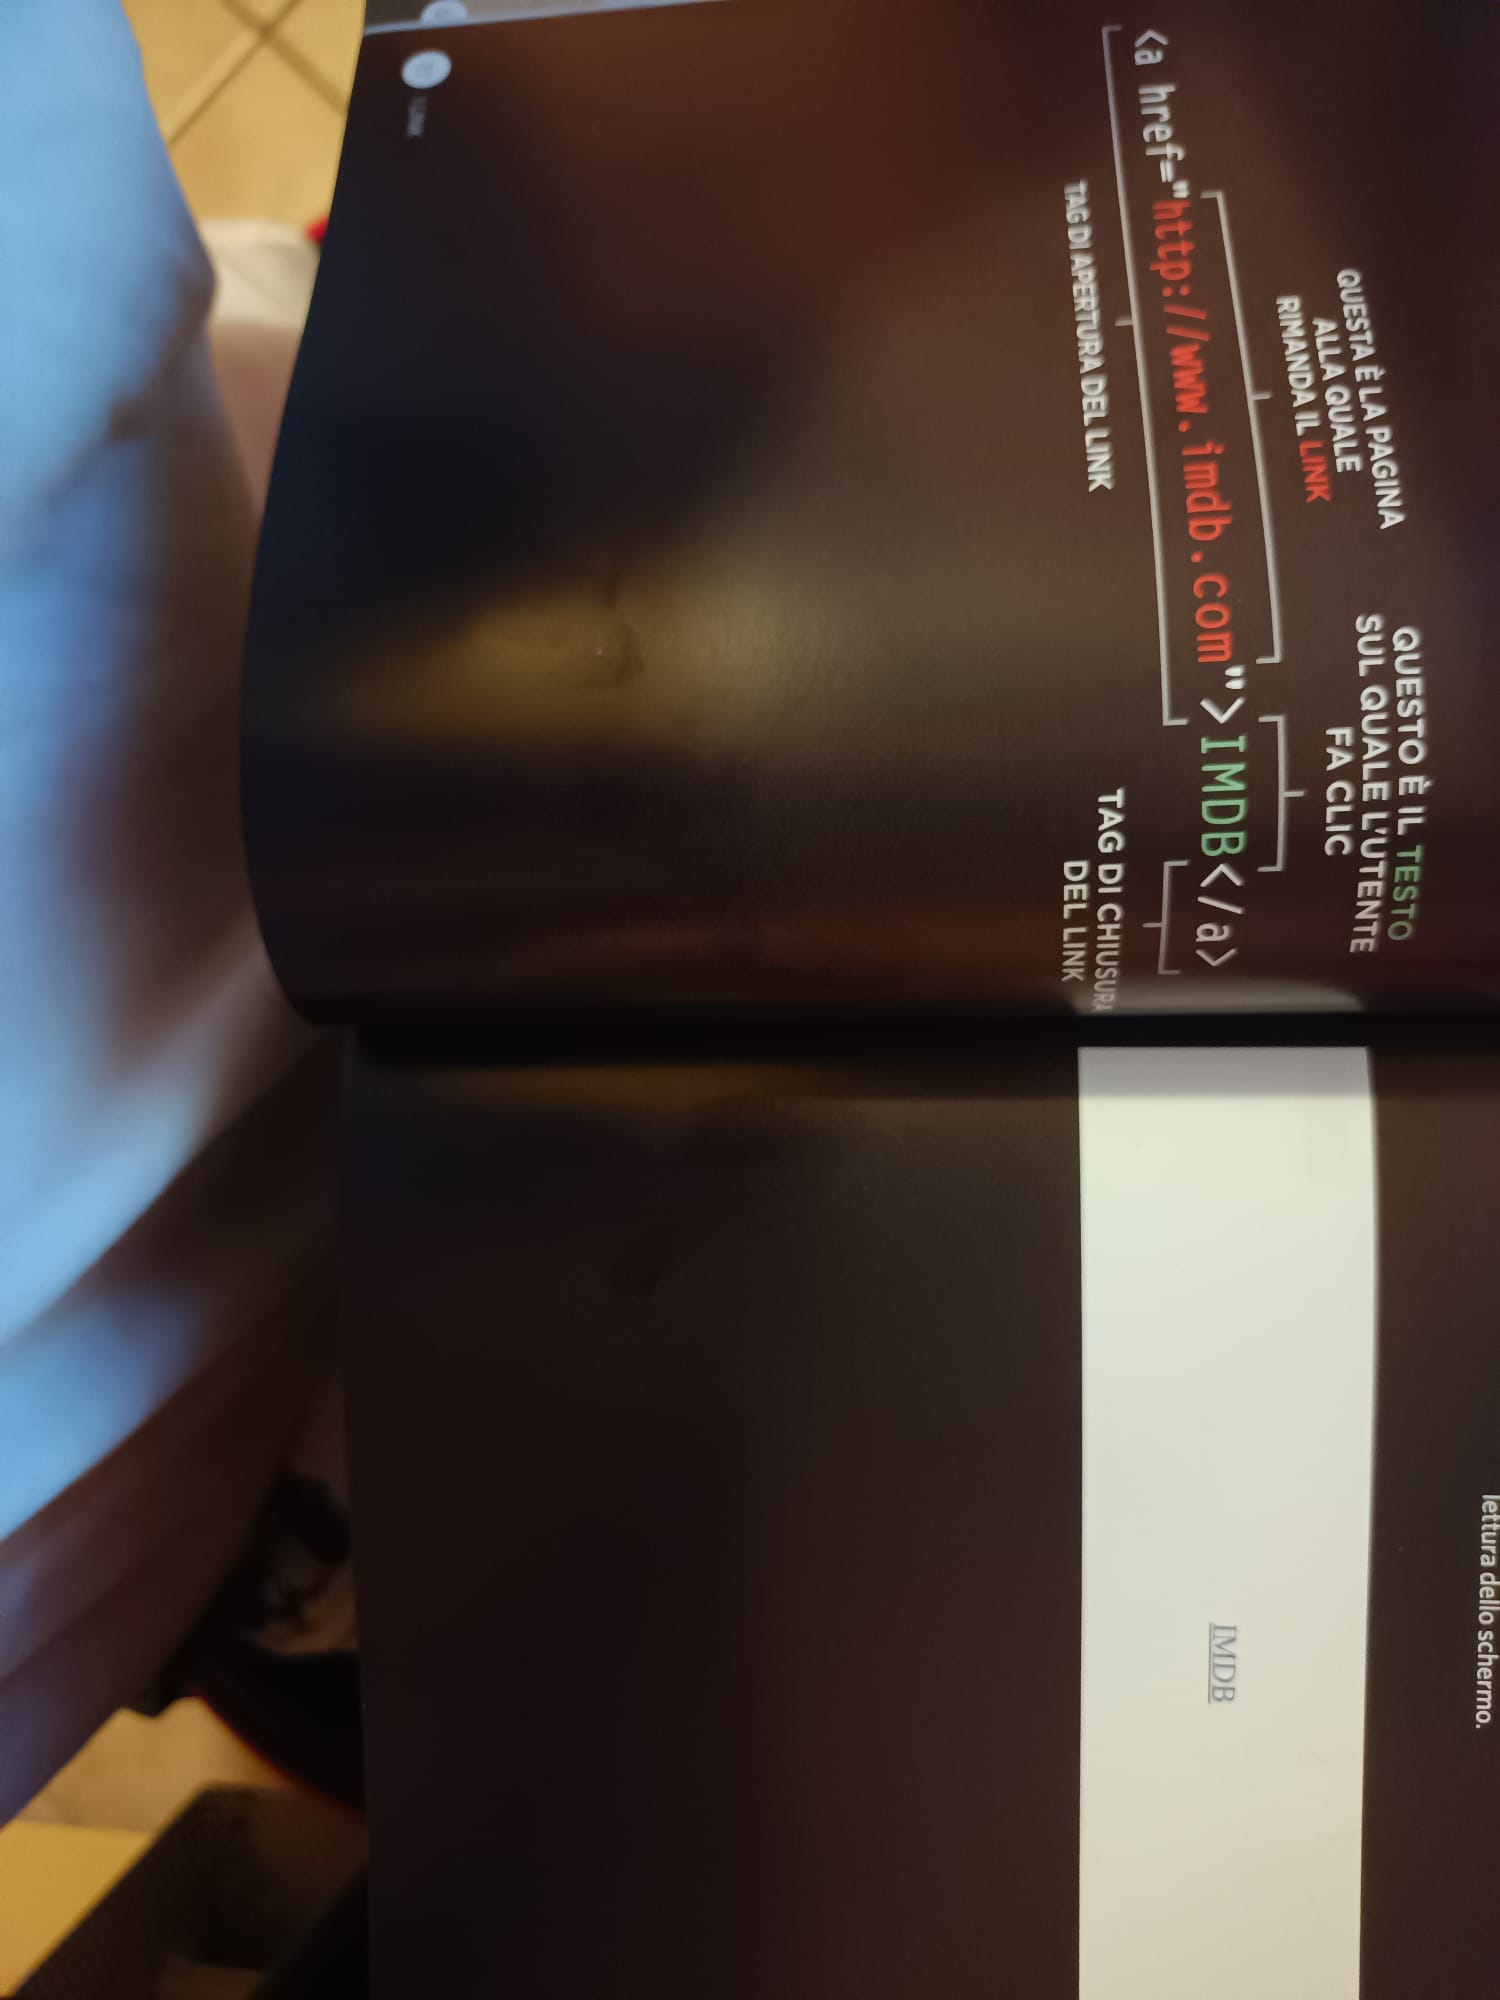 QUESTA È LA PAGINA
ALLA QUALE
RIMANDA IL LINK
QUESTO È IL TESTO
SUL QUALE L'UTENTE
FA CLIC
<a href="http://www.imdb.com">IMDB</a>
TAG DI APERTURA DEL LINK
TAG DI CHIUSURA
DEL LINK
lettura dello schermo.
IMDB